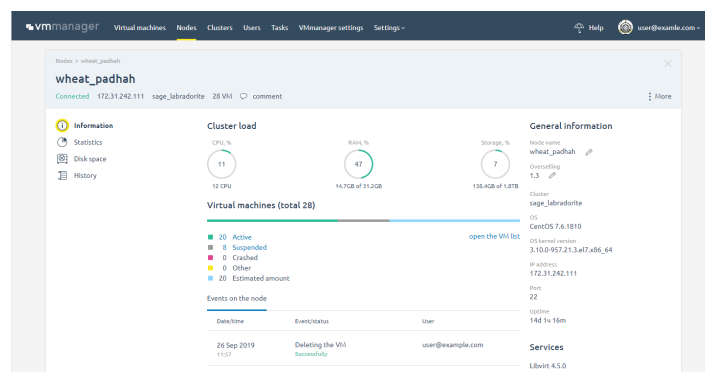 vmmanager Virtual machines Nodes Clusters Users Tasks VMmanager settings Settings Help user@examle.com
Nodes > wheat_padhah
wheat_padhah
Connected 172.31.242.111 sage_labradorite 28 VM comment More
Information
Statistics
Disk space
History
Cluster load
CPU, % RAM, % Storage, %
11 47 7
12 CPU 14.7GB of 31.2GB 138.4GB of 1.8TB
Virtual machines (total 28)
20 Active open the VM list
8 Suspended
0 Crashed
0 Other
20 Estimated amount
Events on the node
Date/time Event/status User
26 Sep 2019 Deleting the VM user@example.com
11:57 Successfully
General information
Node name
wheat_padhah
Overselling
1.3
Cluster
sage_labradorite
OS
CentOS 7.6.1810
OS kernel version
3.10.0-957.21.3.el7.x86_64
IP address
172.31.242.111
Port
22
Uptime
14d 1ч 16m
Services
Libvirt 4.5.0